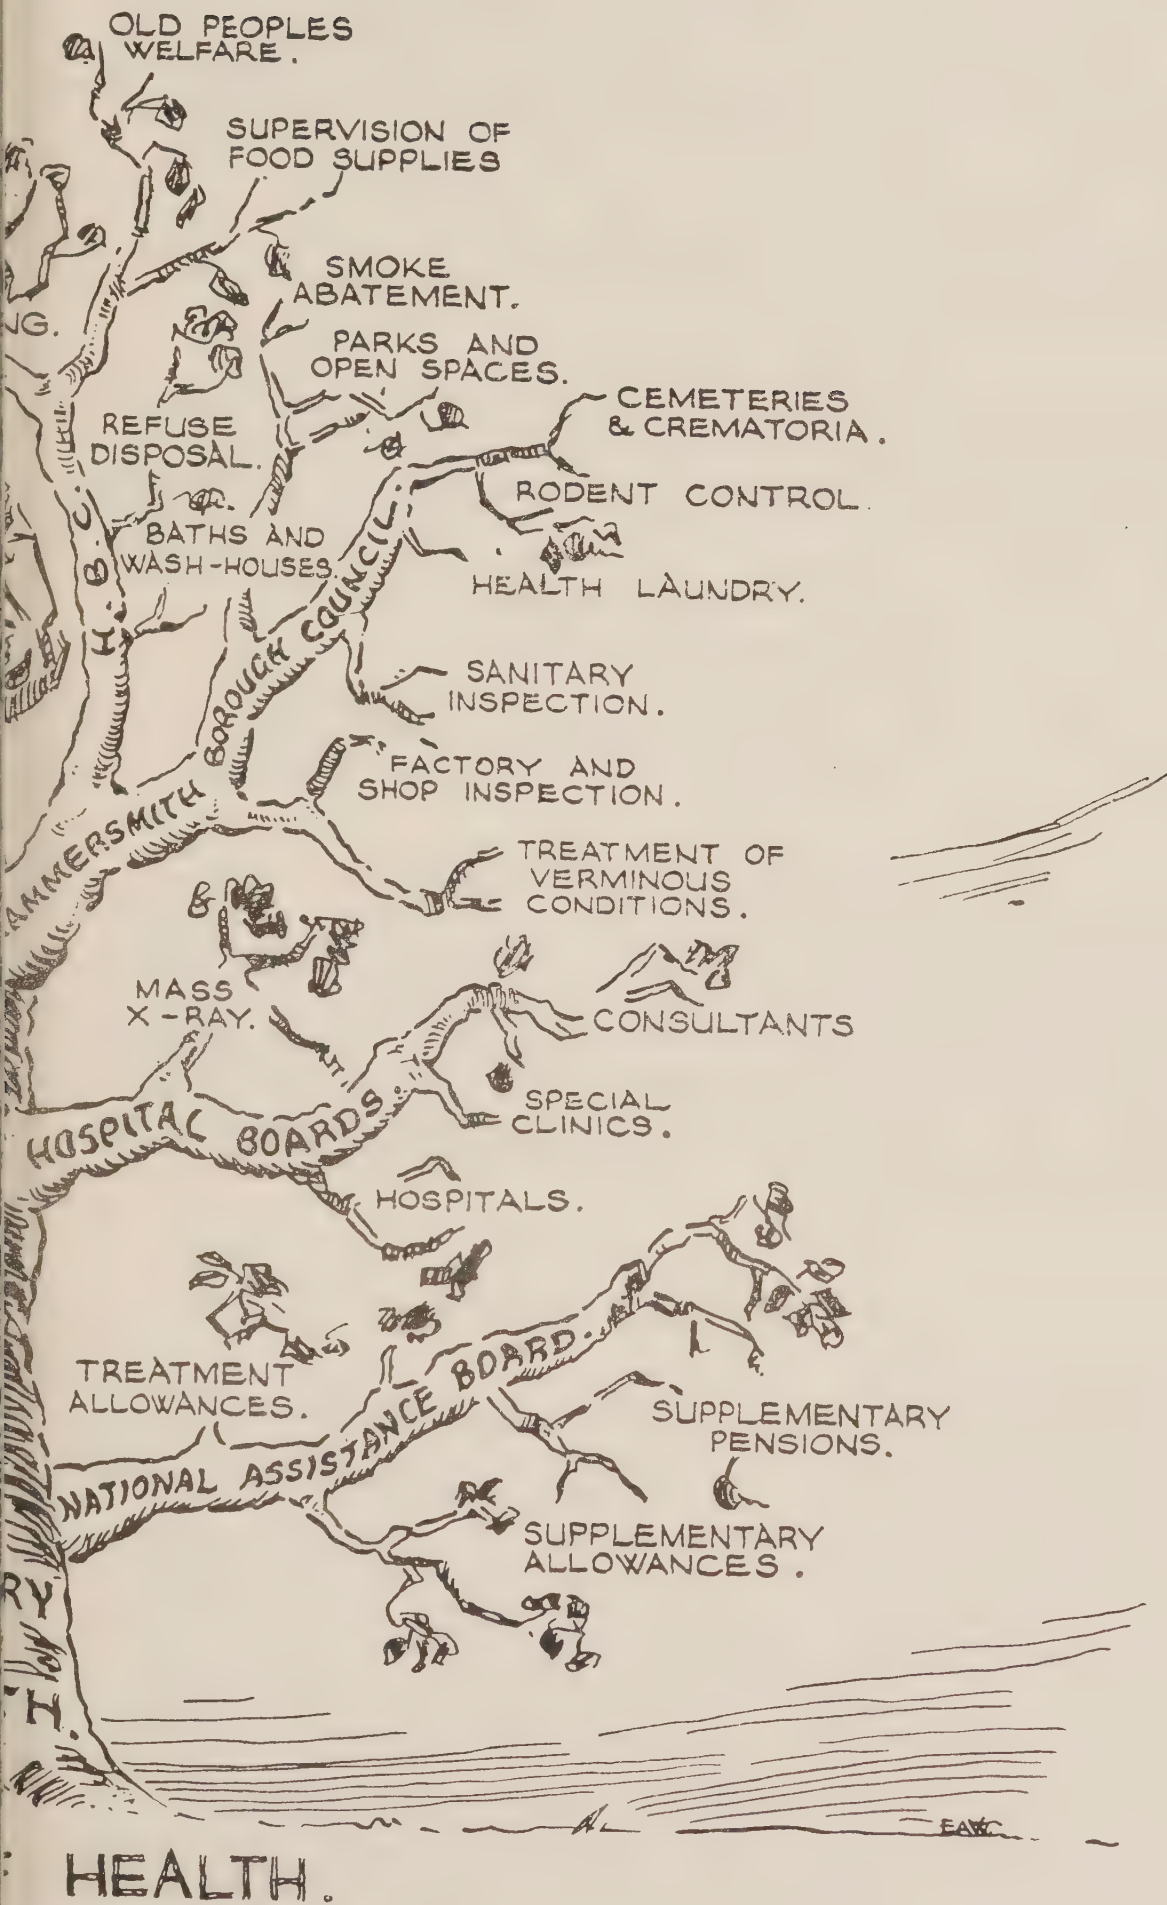 OLD PEOPLES
WELFARE.
SUPERVISION OF
FOOD SUPPLIES
SMOKE
ABATEMENT.
NG.
PARKS AND
OPEN SPACES.
CEMETERIES
& CREMATORIA.
REFUSE
DISPOSAL.
RODENT CONTROL.
BATHS AND
WASH-HOUSES.
HEALTH LAUNDRY.
H.B.C.
SANITARY
INSPECTION.
FACTORY AND
SHOP INSPECTION.
AMMERSMITH BOROUGH COUNCIL.
TREATMENT OF
VERMINOUS
CONDITIONS.
MASS
X-RAY.
CONSULTANTS
SPECIAL
CLINICS.
HOSPITAL BOARDS.
HOSPITALS.
TREATMENT
ALLOWANCES.
NATIONAL ASSISTANCE BOARD.
SUPPLEMENTARY
PENSIONS.
SUPPLEMENTARY
ALLOWANCES.
RY
EAWC
HEALTH.